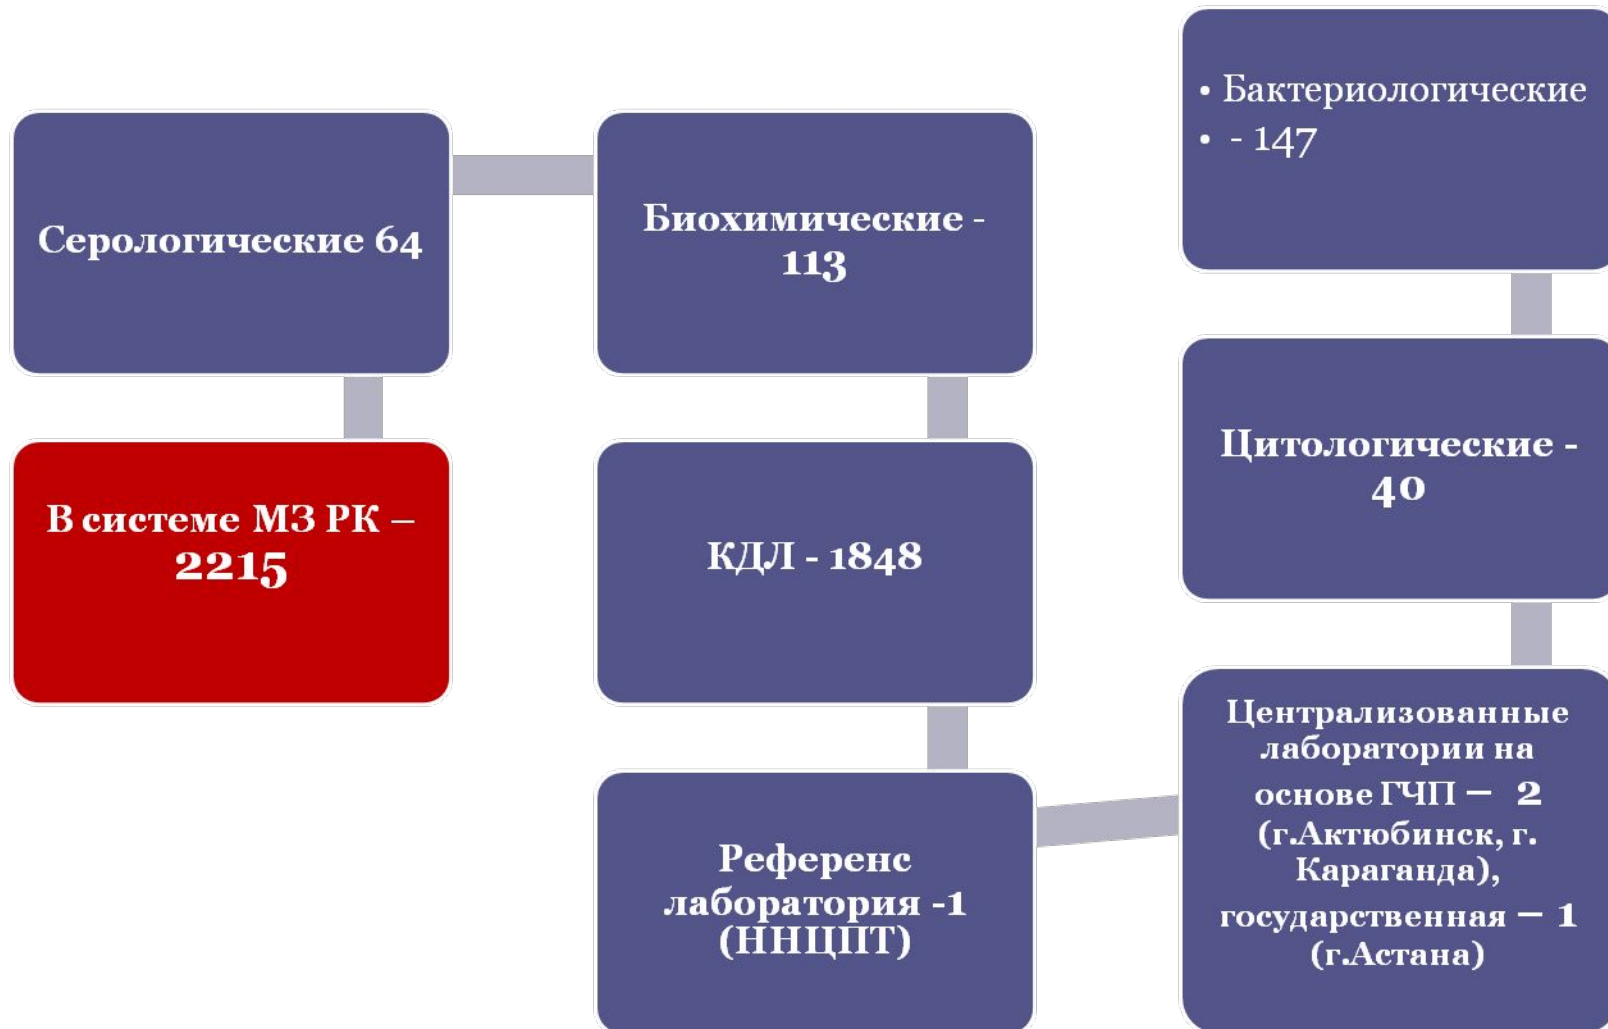 Серологические 64
В системе МЗ РК –
2215
Биохимические -
113
КДЛ - 1848
Референс
лаборатория -1
(ННЦПТ)
• Бактериологические
• - 147
Цитологические -
40
Централизованные
лаборатории на
основе ГЧП – 2
(г.Актюбинск, г.
Караганда),
государственная – 1
(г.Астана)